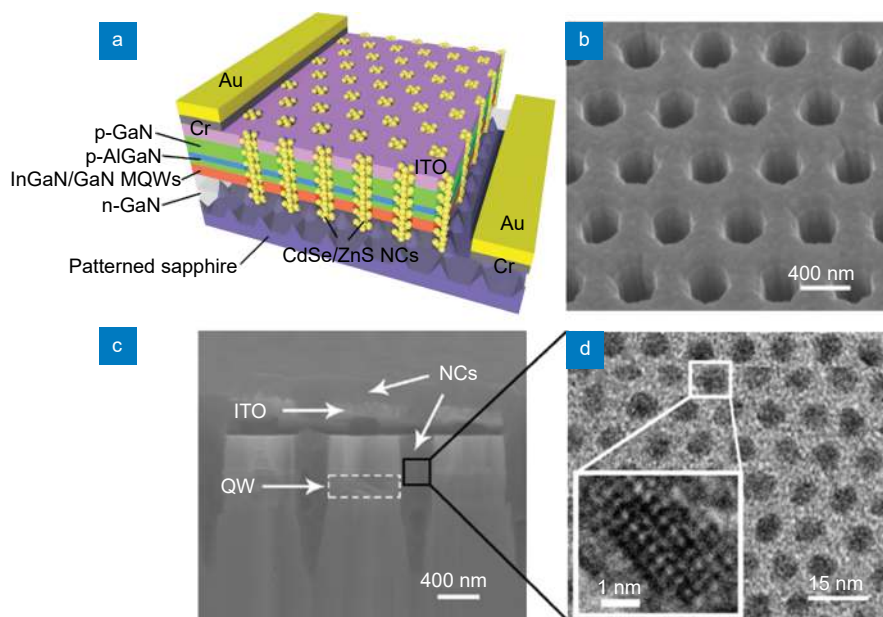 a
Au
Cr
p-GaN
p-AlGaN
InGaN/GaN MQWs
n-GaN
Patterned sapphire
CdSe/ZnS NCs
ITO
Au
Cr
b
400 nm
c
NCs
ITO
QW
400 nm
d
1 nm
15 nm